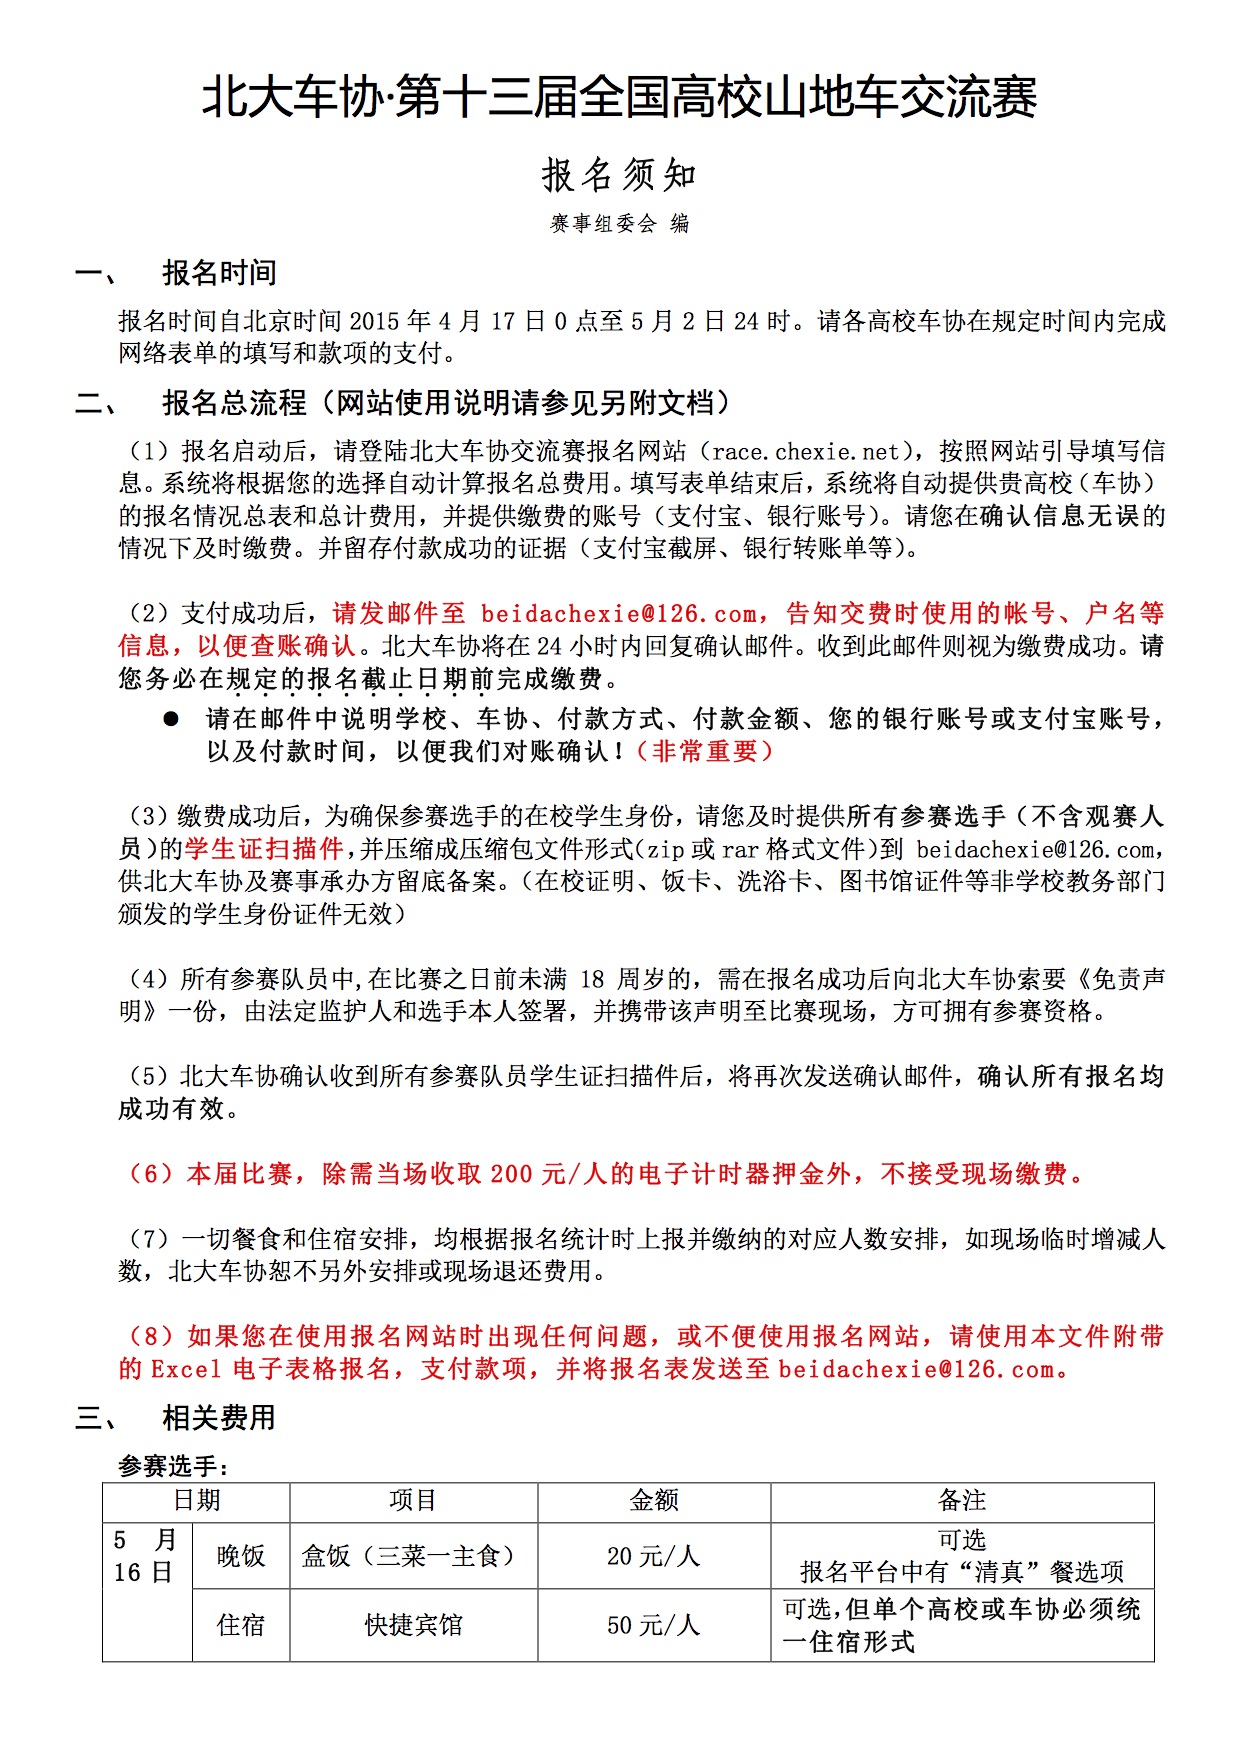 北大车协·第十三届全国高校山地车交流赛
报名须知
赛事组委会 编
一、 报名时间
报名时间自北京时间 2015 年 4 月 17 日 0 点至 5 月 2 日 24 时。请各高校车协在规定时间内完成
网络表单的填写和款项的支付。
二、 报名总流程（网站使用说明请参见另附文档）
（1）报名启动后，请登陆北大车协交流赛报名网站（race.chexie.net），按照网站引导填写信
息。系统将根据您的选择自动计算报名总费用。填写表单结束后，系统将自动提供贵高校（车协）
的报名情况总表和总计费用，并提供缴费的账号（支付宝、银行账号）。请您在确认信息无误的
情况下及时缴费。并留存付款成功的证据（支付宝截屏、银行转账单等）。
（2）支付成功后，请发邮件至 beidachexie@126.com，告知交费时使用的帐号、户名等
信息，以便查账确认。北大车协将在 24 小时内回复确认邮件。收到此邮件则视为缴费成功。请
您务必在规定的报名截止日期前完成缴费。
● 请在邮件中说明学校、车协、付款方式、付款金额、您的银行账号或支付宝账号，
以及付款时间，以便我们对账确认！（非常重要）
（3）缴费成功后，为确保参赛选手的在校学生身份，请您及时提供所有参赛选手（不含观赛人
员）的学生证扫描件，并压缩成压缩包文件形式（zip 或 rar 格式文件）到 beidachexie@126.com，
供北大车协及赛事承办方留底备案。（在校证明、饭卡、洗浴卡、图书馆证件等非学校教务部门
颁发的学生身份证件无效）
（4）所有参赛队员中,在比赛之日前未满 18 周岁的，需在报名成功后向北大车协索要《免责声
明》一份，由法定监护人和选手本人签署，并携带该声明至比赛现场，方可拥有参赛资格。
（5）北大车协确认收到所有参赛队员学生证扫描件后，将再次发送确认邮件，确认所有报名均
成功有效。
（6）本届比赛，除需当场收取 200 元/人的电子计时器押金外，不接受现场缴费。
（7）一切餐食和住宿安排，均根据报名统计时上报并缴纳的对应人数安排，如现场临时增减人
数，北大车协恕不另外安排或现场退还费用。
（8）如果您在使用报名网站时出现任何问题，或不便使用报名网站，请使用本文件附带
的 Excel 电子表格报名，支付款项，并将报名表发送至 beidachexie@126.com。
三、 相关费用
参赛选手：
日期 项目 金额 备注
5 月
16 日
晚饭 盒饭（三菜一主食） 20 元/人
可选
报名平台中有“清真”餐选项
住宿 快捷宾馆 50 元/人
可选,但单个高校或车协必须统
一住宿形式